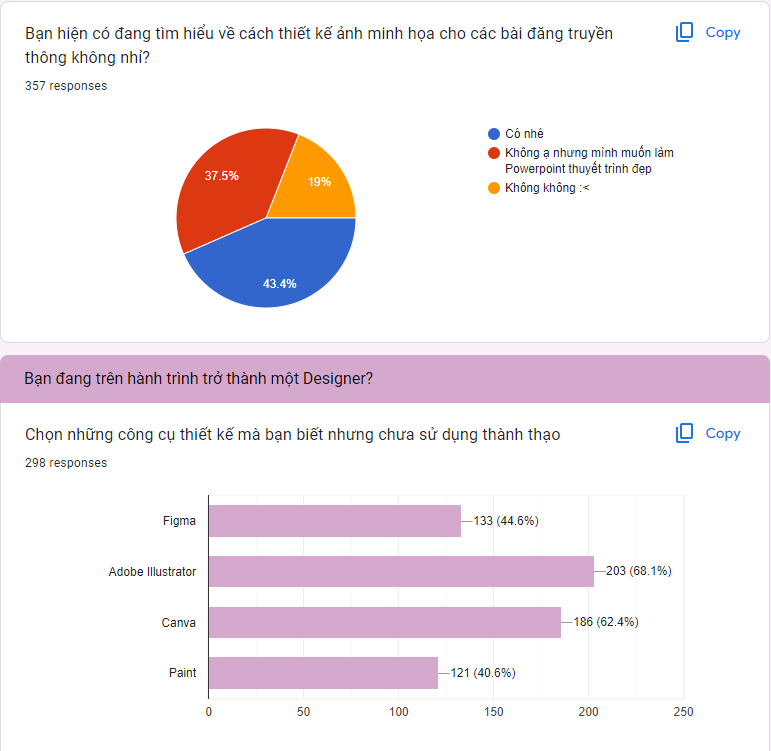 Bạn hiện có đang tìm hiểu về cách thiết kế ảnh minh họa cho các bài đăng truyền
thông không nhỉ?
Copy
357 responses
37.5%
19%
43.4%
Có nhé
Không ạ nhưng mình muốn làm
Powerpoint thuyết trình đẹp
Không không :<
Bạn đang trên hành trình trở thành một Designer?
Chọn những công cụ thiết kế mà bạn biết nhưng chưa sử dụng thành thạo
Copy
298 responses
Figma
133 (44.6%)
Adobe Illustrator
203 (68.1%)
Canva
186 (62.4%)
Paint
121 (40.6%)
0 50 100 150 200 250